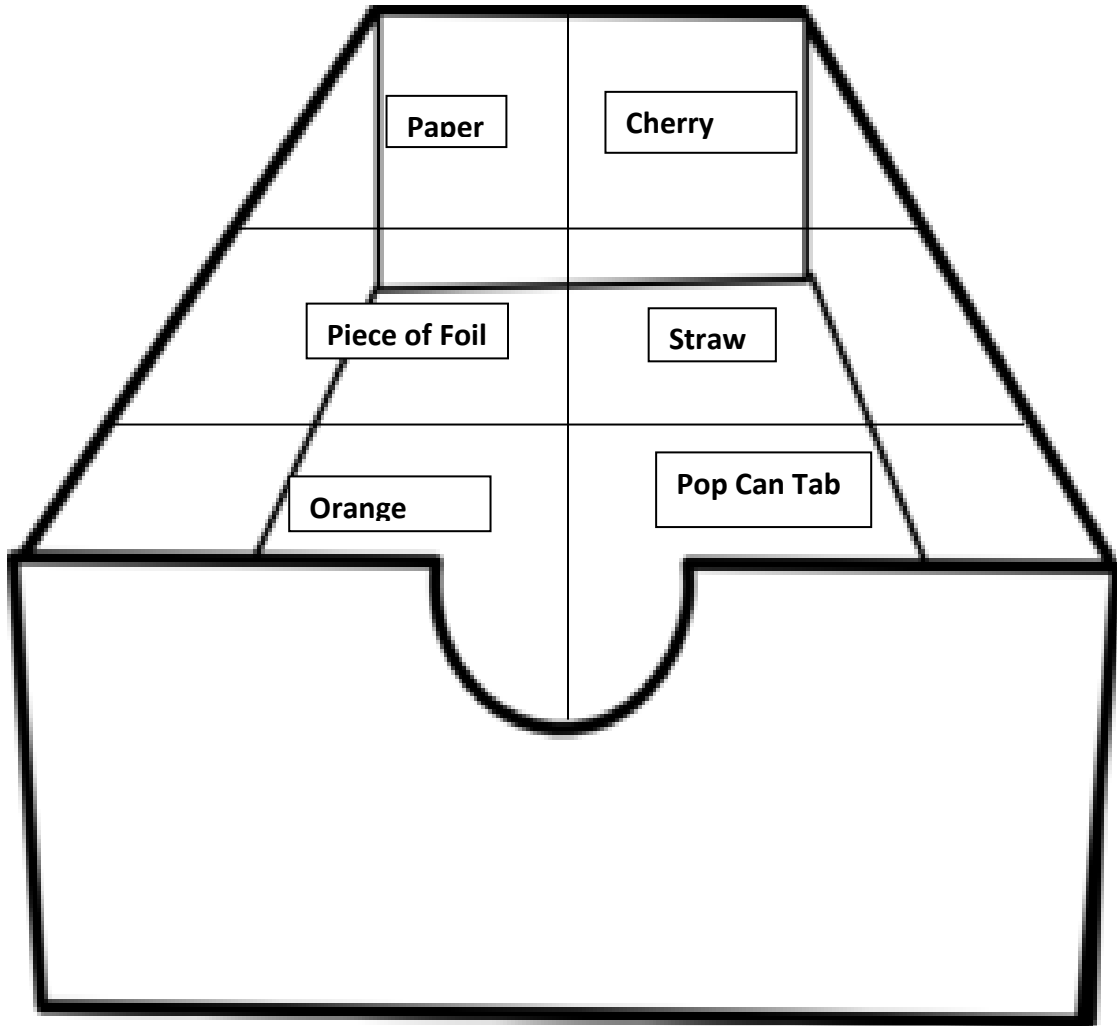 Paper
Cherry
Piece of Foil
Straw
Orange
Pop Can Tab